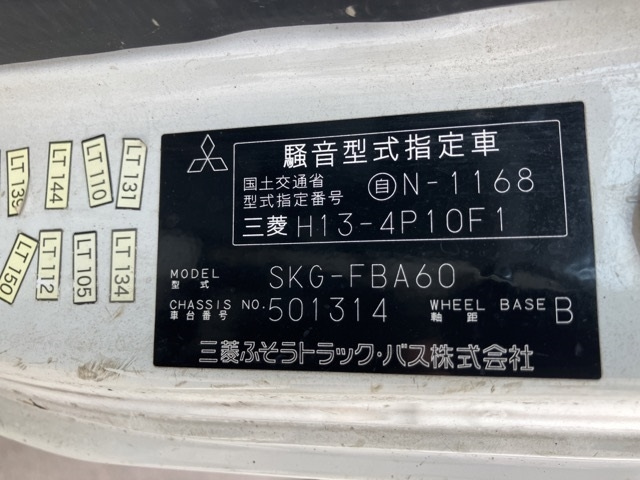 騒音型式指定車
国土交通省
型式指定番号
自N-1168
三菱 H13-4P10F1
MODEL
型式
SKG-FBA60
CHASSIS NO.
車台番号
501314
WHEEL BASE
軸距
B
三菱ふそうトラック・バス株式会社
LT 139
LT 144
LT 110
LT 131
LT 150
LT 112
LT 105
LT 134